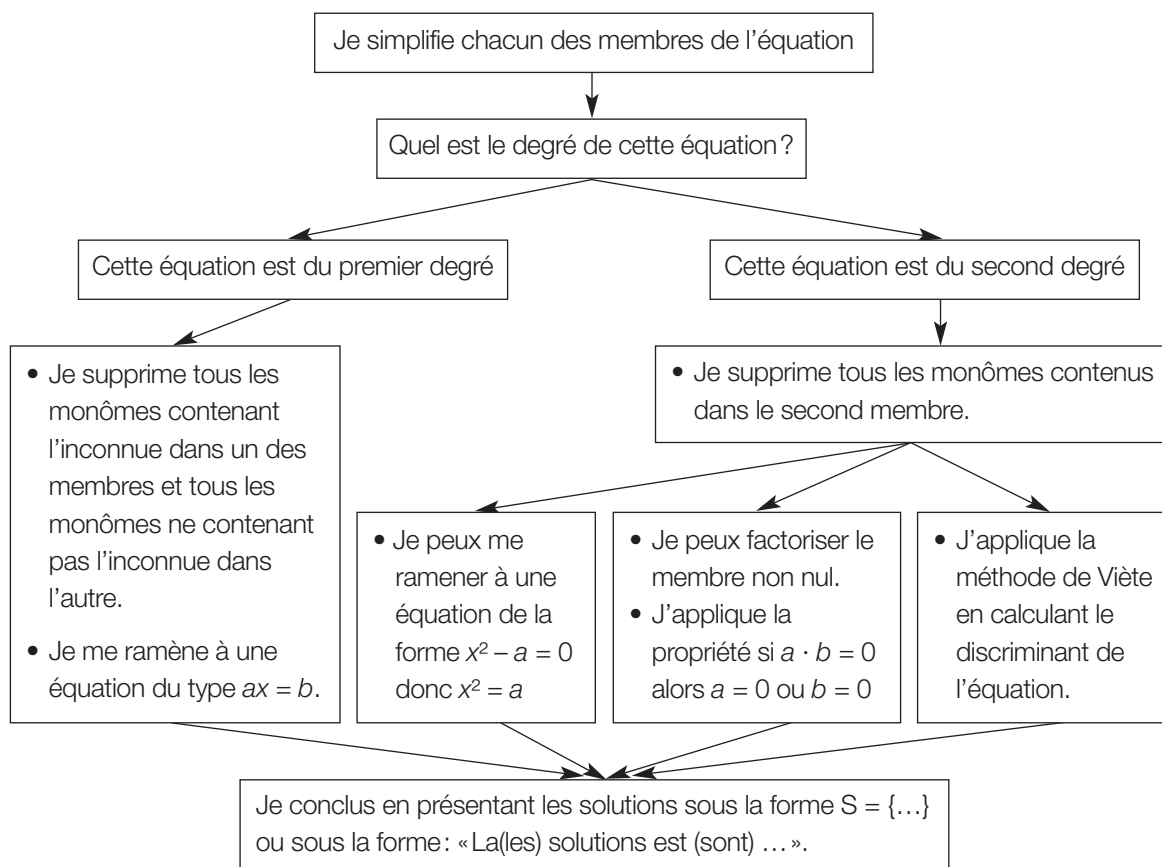 Je simplifie chacun des membres de l'équation
Quel est le degré de cette équation ?
Cette équation est du premier degré
Cette équation est du second degré
• Je supprime tous les
monômes contenant
l'inconnue dans un des
membres et tous les
monômes ne contenant
pas l'inconnue dans
l'autre.
• Je me ramène à une
équation du type ax = b.
• Je supprime tous les monômes contenus
dans le second membre.
• Je peux me
ramener à une
équation de la
forme x² – a = 0
donc x² = a
• Je peux factoriser le
membre non nul.
• J'applique la
propriété si a · b = 0
alors a = 0 ou b = 0
• J'applique la
méthode de Viète
en calculant le
discriminant de
l'équation.
Je conclus en présentant les solutions sous la forme S = {…}
ou sous la forme : «La(les) solutions est (sont) …».